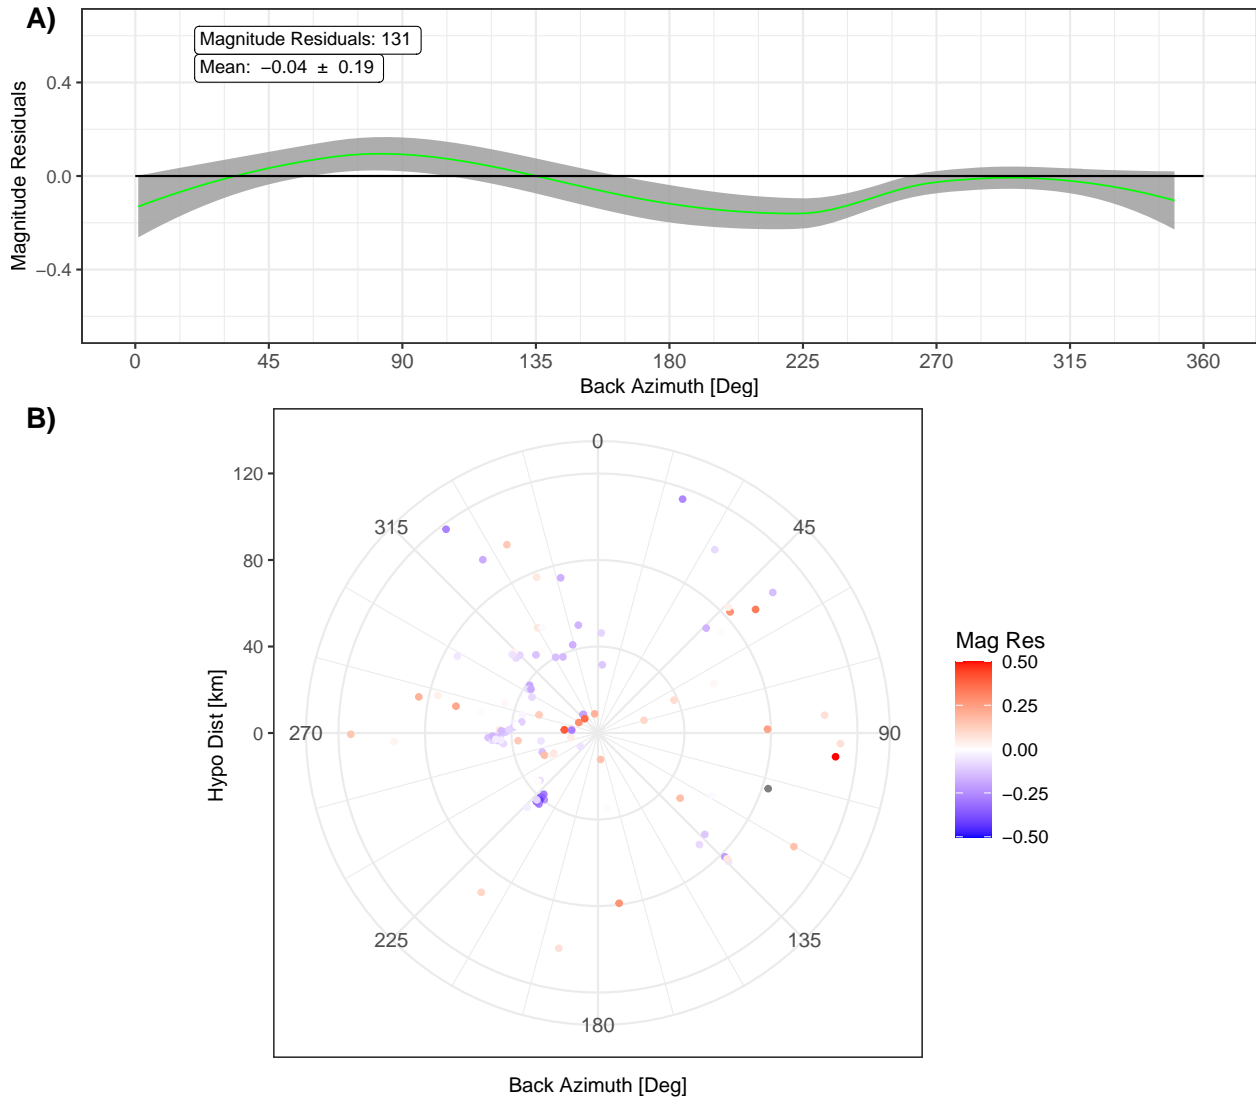 A)
Magnitude Residuals: 131
Mean: −0.04 ± 0.19
Magnitude Residuals
0.4
0.0
−0.4
0 45 90 135 180 225 270 315 360
Back Azimuth [Deg]
B)
Hypo Dist [km]
120
80
40
0
0
45
90
135
180
225
270
315
Back Azimuth [Deg]
Mag Res
0.50
0.25
0.00
−0.25
−0.50